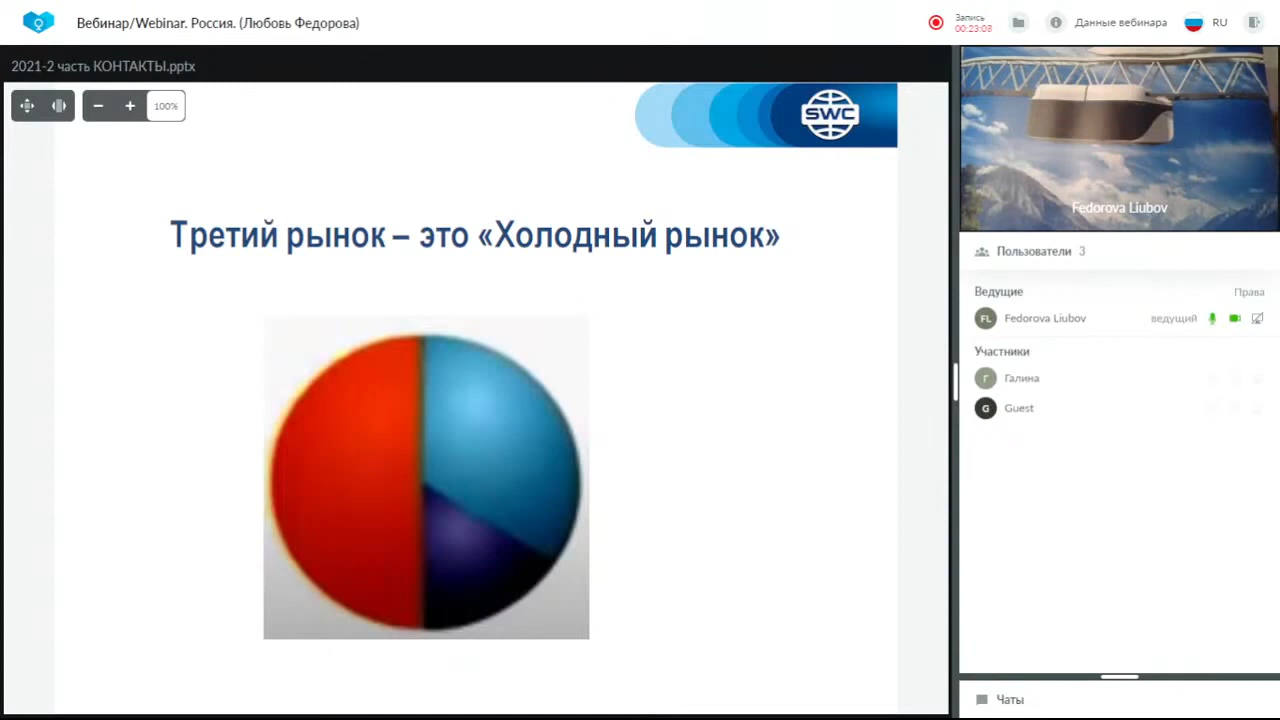 Вебинар/Webinar. Россия. (Любовь Федорова)
Запись
00:23:03
Данные вебинара
RU
2021-2 часть КОНТАКТЫ.pptx
100%
SWC
Третий рынок – это «Холодный рынок»
Fedorova Liubov
Пользователи 3
Ведущие
Права
FL Fedorova Liubov ведущий
Участники
Г Галина
G Guest
Чаты